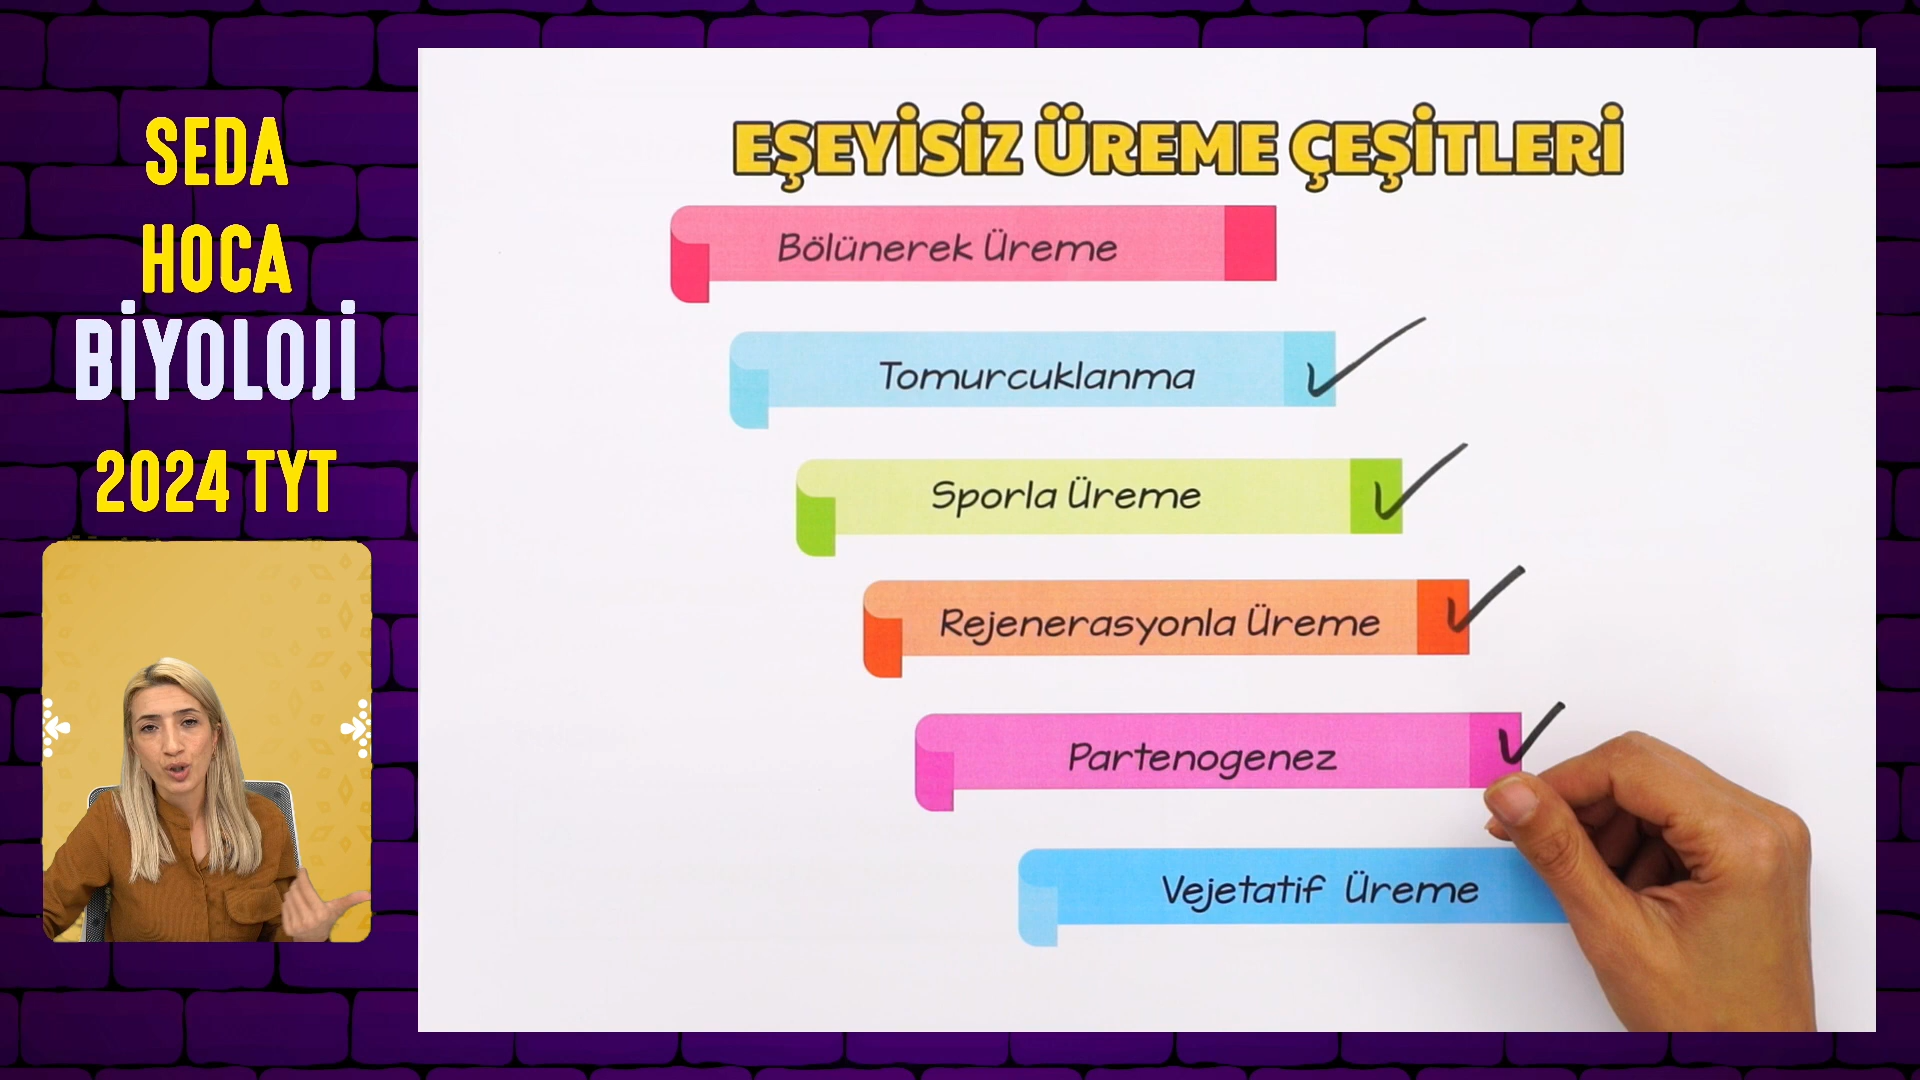 SEDA
HOCA
BİYOLOJİ
2024 TYT
EŞEYİSİZ ÜREME ÇEŞİTLERİ
Bölünerek Üreme
Tomurcuklanma
Sporla Üreme
Rejenerasyonla Üreme
Partenogenez
Vejetatif Üreme